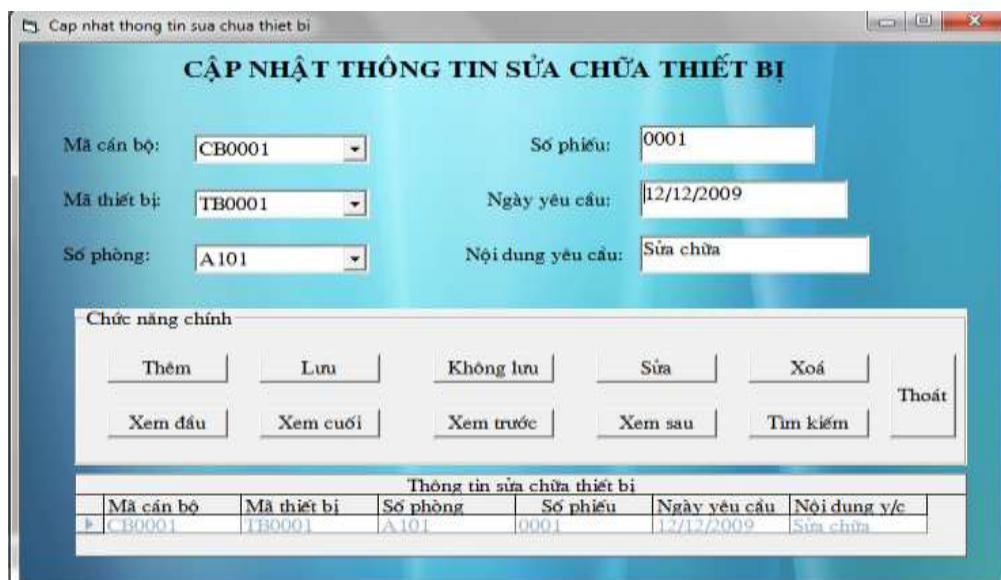 Cap nhat thong tin sua chua thiet bi
CẬP NHẬT THÔNG TIN SỬA CHỮA THIẾT BỊ
Mã cán bộ: CB0001 Số phiếu: 0001
Mã thiết bị: TB0001 Ngày yêu cầu: 12/12/2009
Số phòng: A101 Nội dung yêu cầu: Sửa chữa
Chức năng chính
Thêm Lưu Không lưu Sửa Xoá Thoát
Xem đầu Xem cuối Xem trước Xem sau Tìm kiếm
Thông tin sửa chữa thiết bị
Mã cán bộ Mã thiết bị Số phòng Số phiếu Ngày yêu cầu Nội dung y/c
CB0001 TB0001 A101 0001 12/12/2009 Sửa chữa